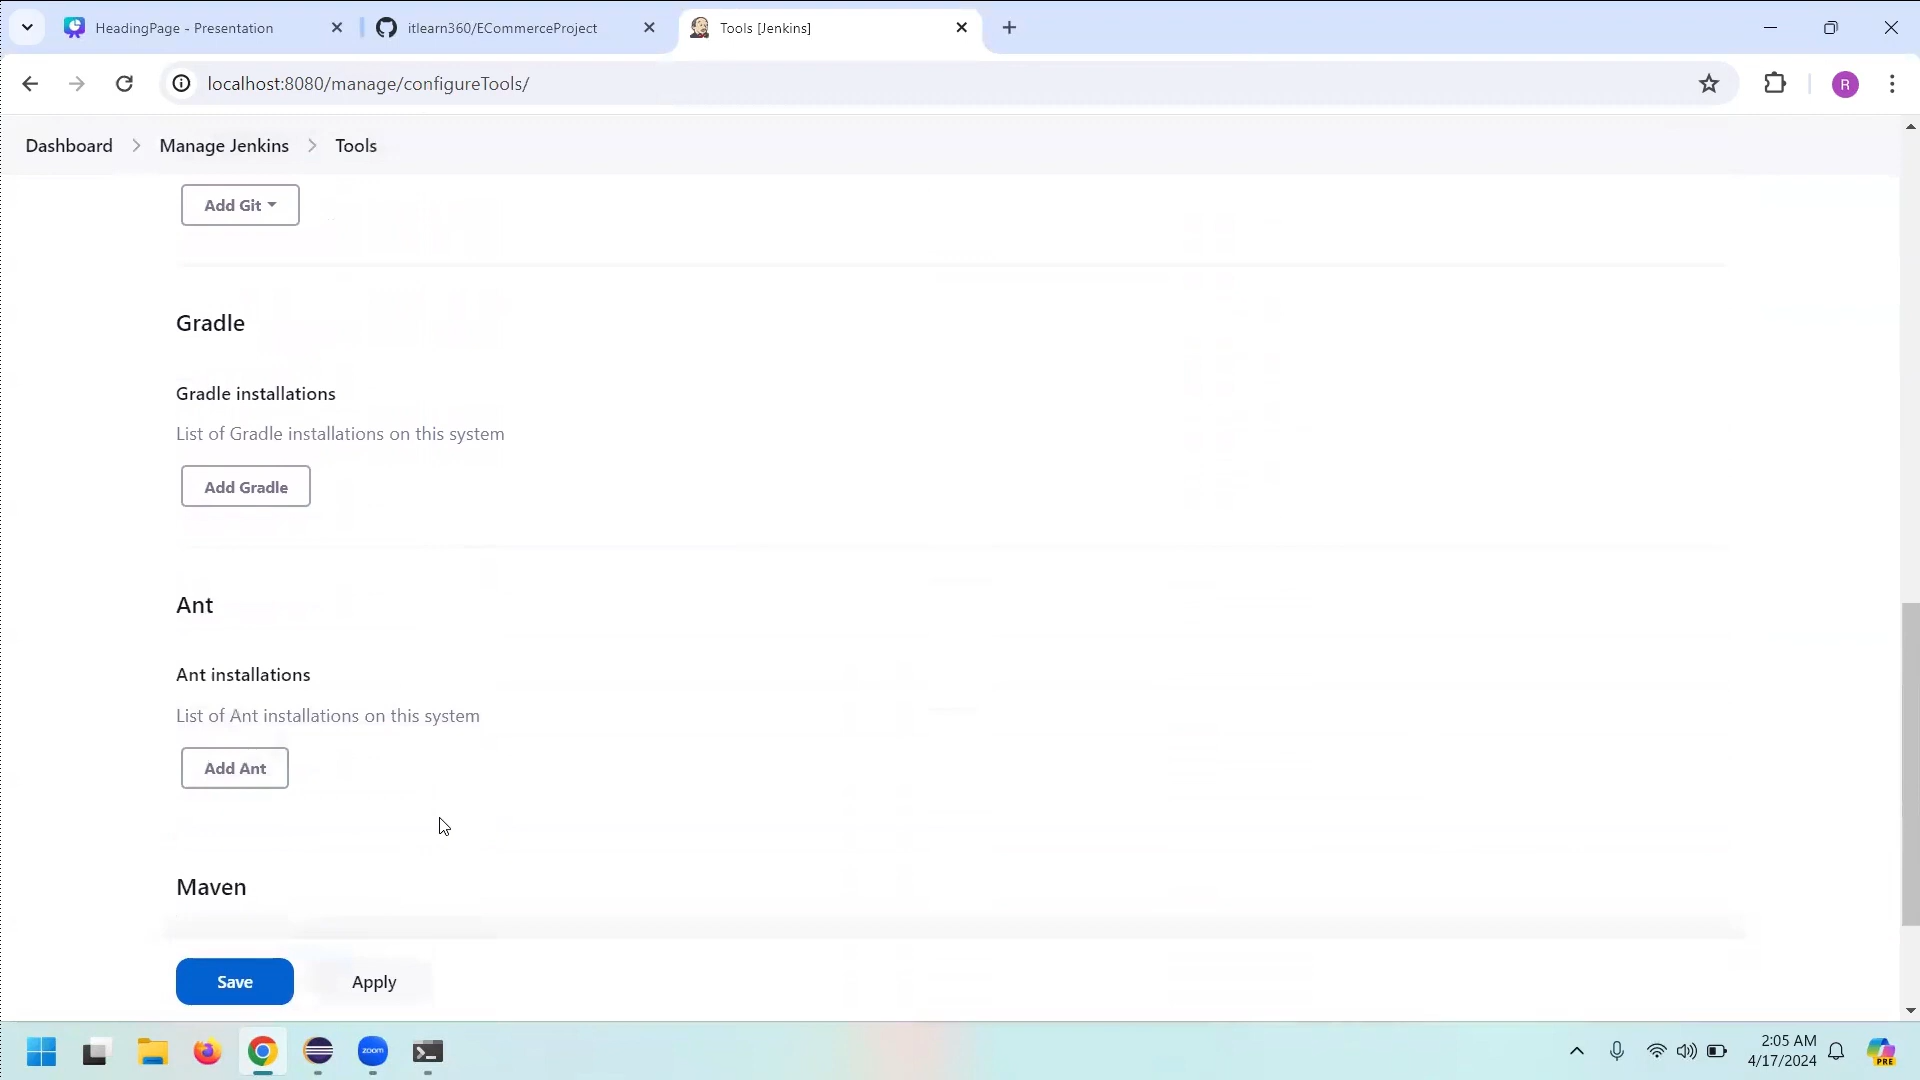 HeadingPage - Presentation
itlearn360/ECommerceProject
Tools [Jenkins]
localhost:8080/manage/configureTools/
R
Dashboard
Manage Jenkins
Tools
Add Git
Gradle
Gradle installations
List of Gradle installations on this system
Add Gradle
Ant
Ant installations
List of Ant installations on this system
Add Ant
Maven
Save
Apply
zoom
2:05 AM
4/17/2024
PRE